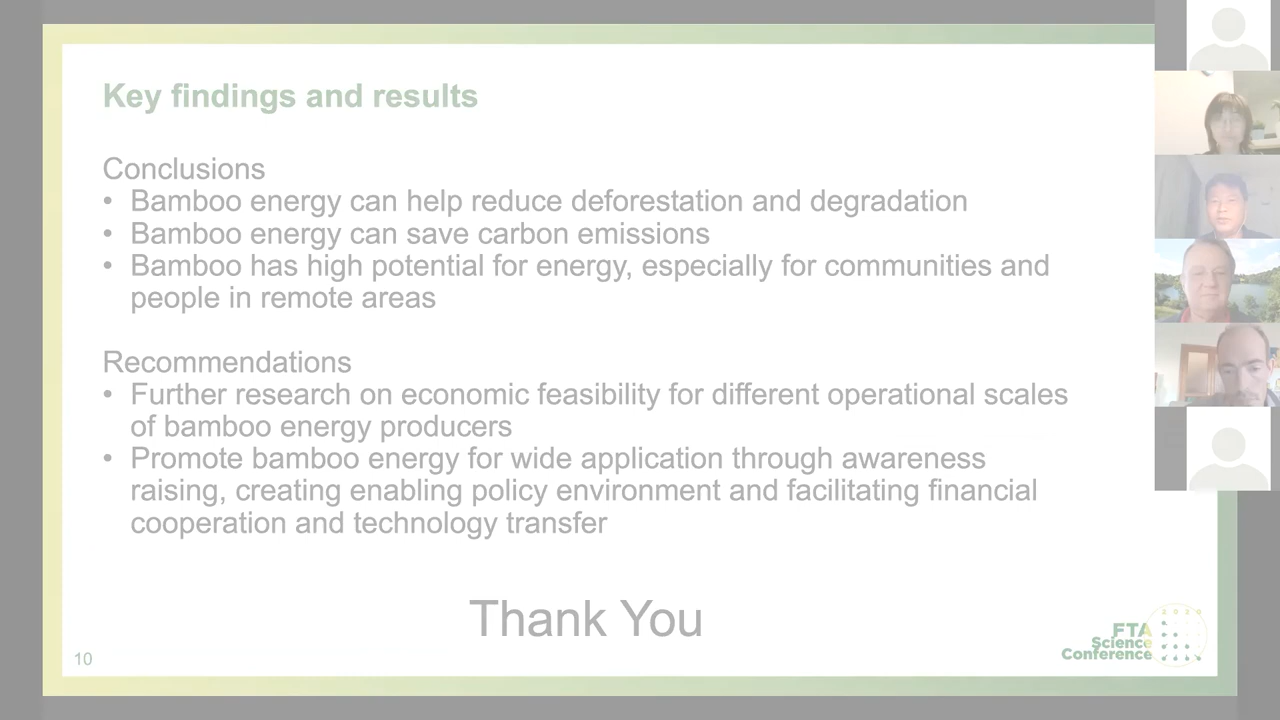 Key findings and results
Conclusions
• Bamboo energy can help reduce deforestation and degradation
• Bamboo energy can save carbon emissions
• Bamboo has high potential for energy, especially for communities and
people in remote areas
Recommendations
• Further research on economic feasibility for different operational scales
of bamboo energy producers
• Promote bamboo energy for wide application through awareness
raising, creating enabling policy environment and facilitating financial
cooperation and technology transfer
Thank You
2020
FTA
Science
Conference
10